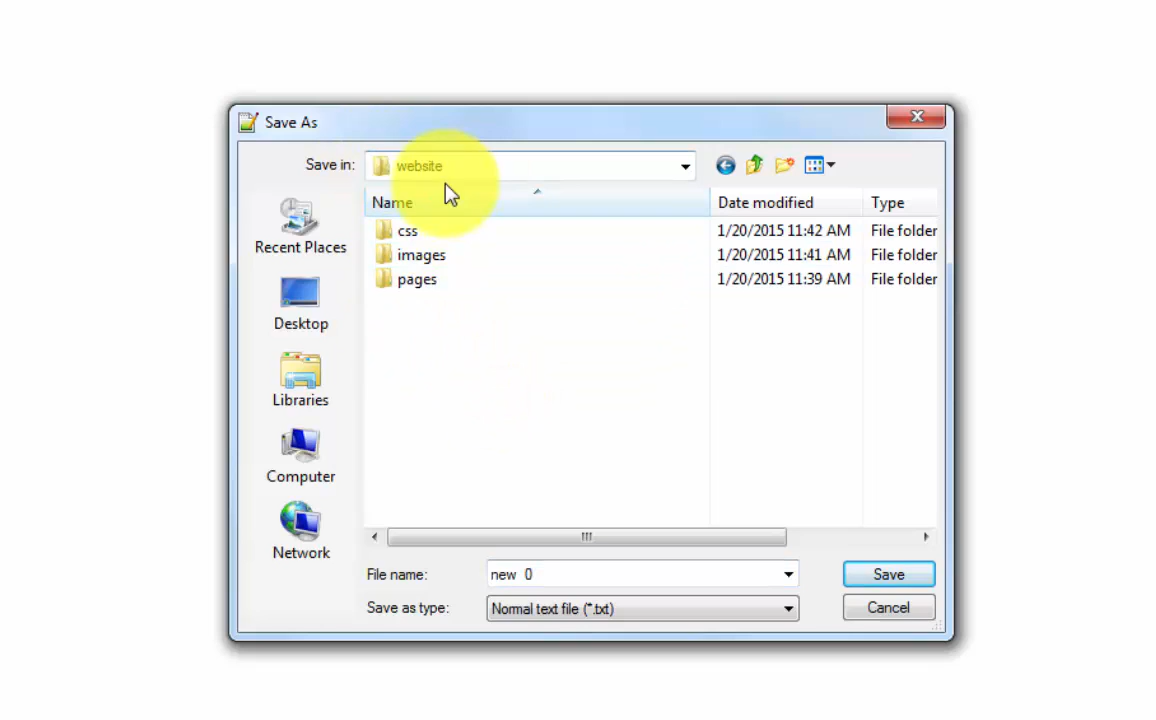 Save As
Save in: website
Name Date modified Type
css 1/20/2015 11:42 AM File folder
images 1/20/2015 11:41 AM File folder
pages 1/20/2015 11:39 AM File folder
Recent Places
Desktop
Libraries
Computer
Network
File name: new 0 Save
Save as type: Normal text file (*.txt) Cancel